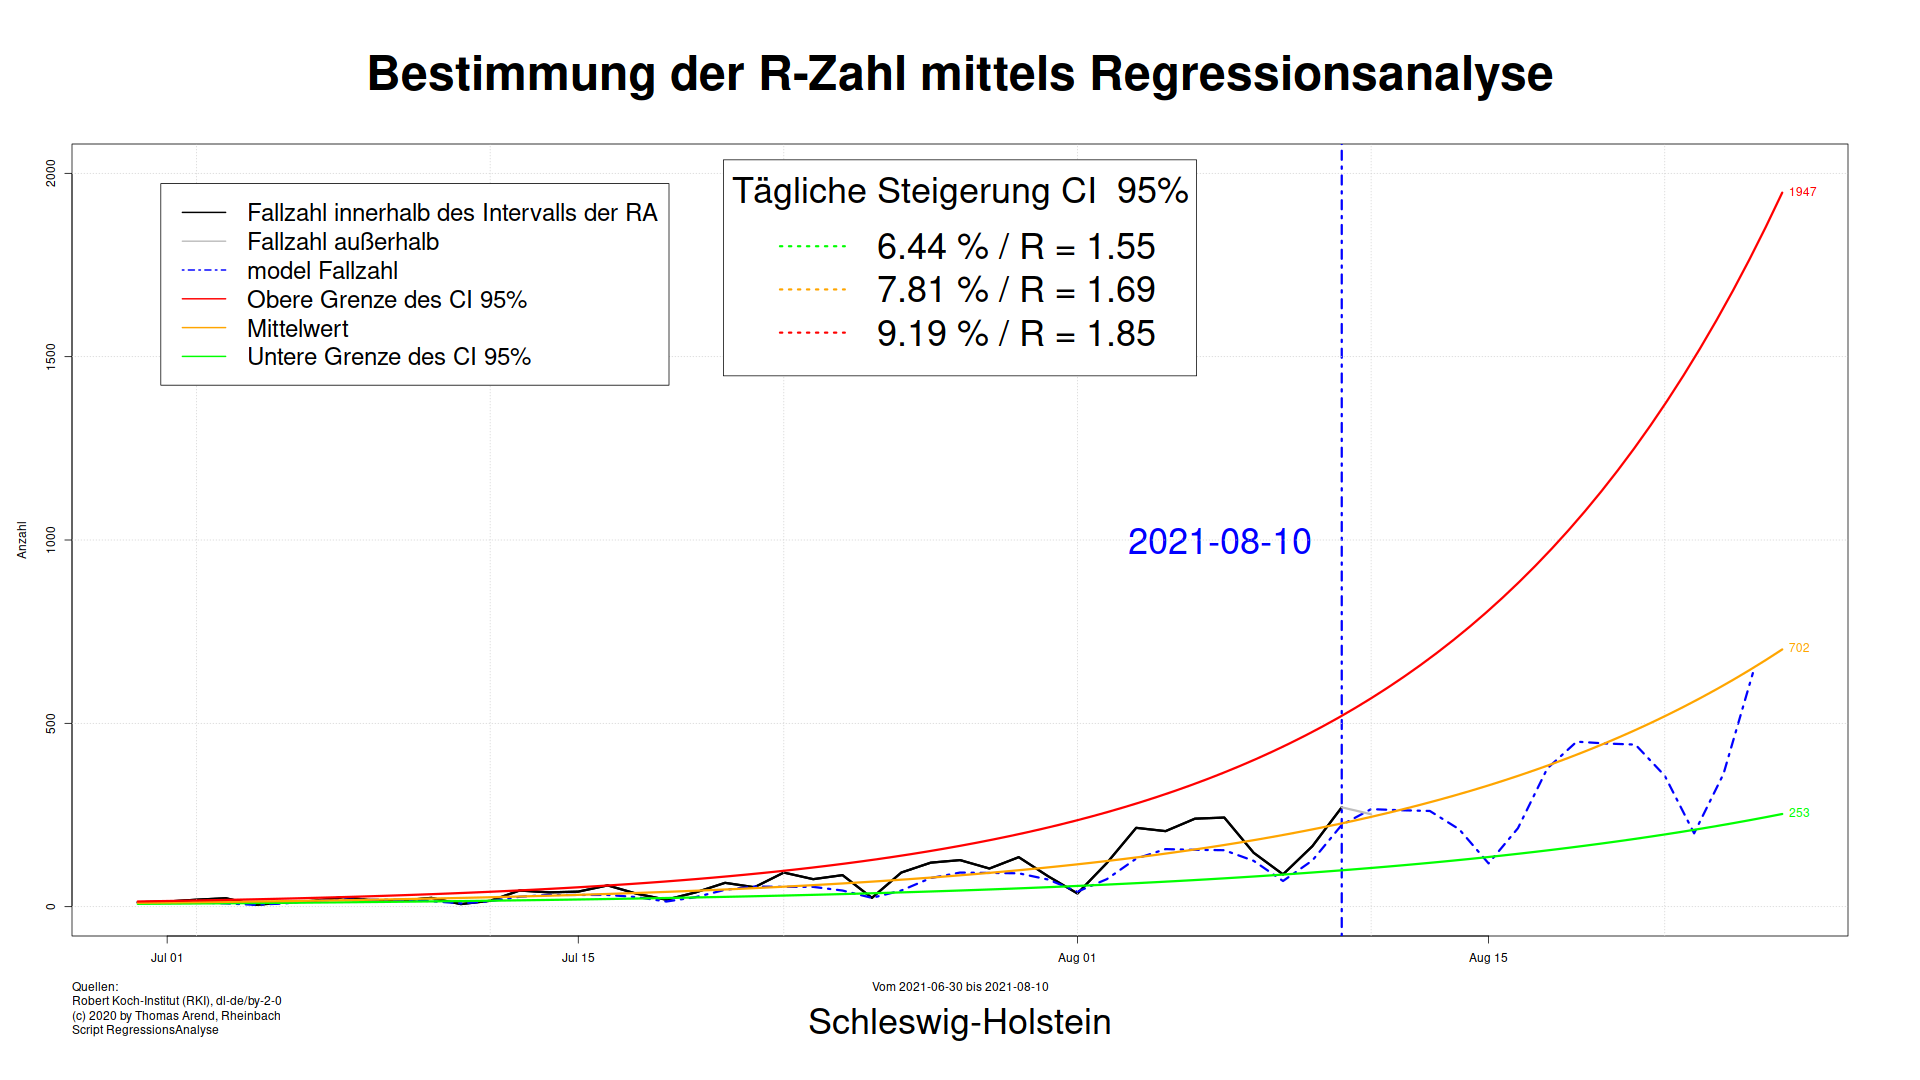 Bestimmung der R-Zahl mittels Regressionsanalyse
Fallzahl innerhalb des Intervalls der RA
Fallzahl außerhalb
model Fallzahl
Obere Grenze des CI 95%
Mittelwert
Untere Grenze des CI 95%
Tägliche Steigerung CI 95%
6.44 % / R = 1.55
7.81 % / R = 1.69
9.19 % / R = 1.85
2021-08-10
1947
702
253
Anzahl
2000
1500
1000
500
0
Jul 01
Jul 15
Aug 01
Aug 15
Vom 2021-06-30 bis 2021-08-10
Schleswig-Holstein
Quellen:
Robert Koch-Institut (RKI), dl-de/by-2-0
(c) 2020 by Thomas Arend, Rheinbach
Script RegressionsAnalyse